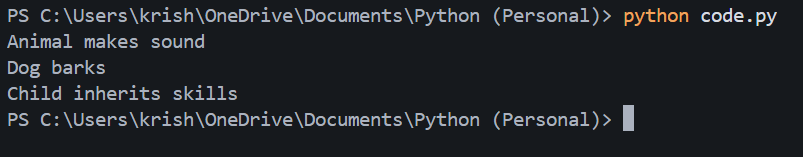 PS C:\Users\krish\OneDrive\Documents\Python (Personal)> python code.py
Animal makes sound
Dog barks
Child inherits skills
PS C:\Users\krish\OneDrive\Documents\Python (Personal)>